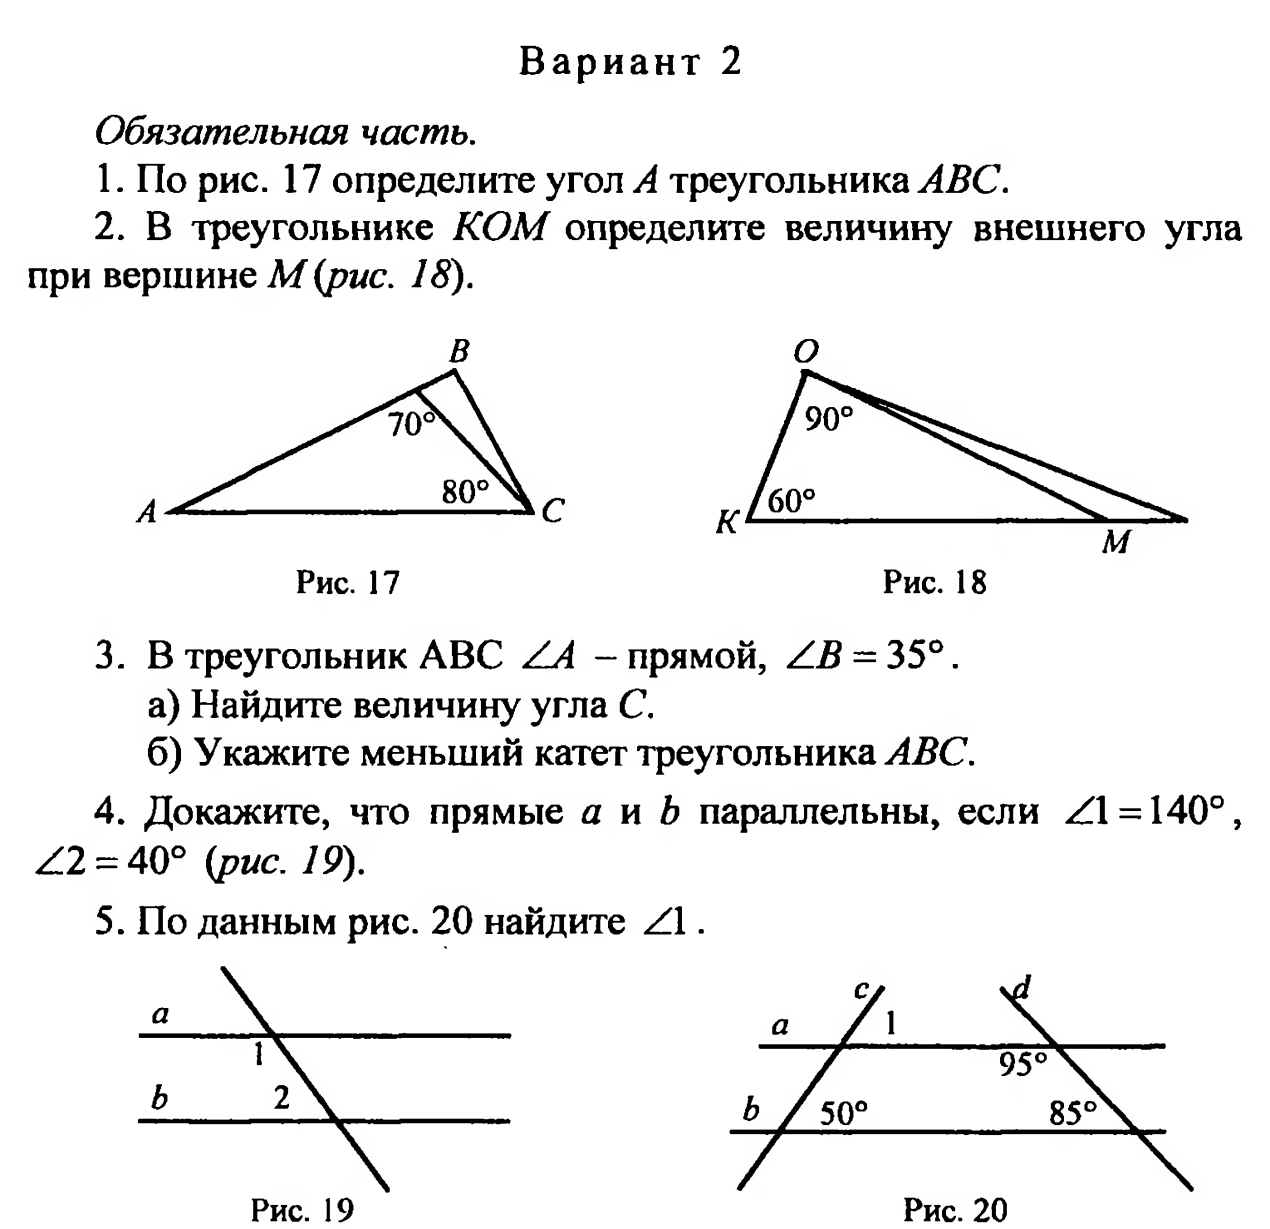 Вариант 2
Обязательная часть.
1. По рис. 17 определите угол A треугольника ABC.
2. В треугольнике KOM определите величину внешнего угла
при вершине M (рис. 18).
B
70°
80°
A
C
Рис. 17
O
90°
60°
K
M
Рис. 18
3. В треугольник ABC ∠A – прямой, ∠B = 35°.
а) Найдите величину угла C.
б) Укажите меньший катет треугольника ABC.
4. Докажите, что прямые a и b параллельны, если ∠1 = 140°,
∠2 = 40° (рис. 19).
5. По данным рис. 20 найдите ∠1.
a
1
b
2
Рис. 19
c
d
a
1
95°
b
50°
85°
Рис. 20